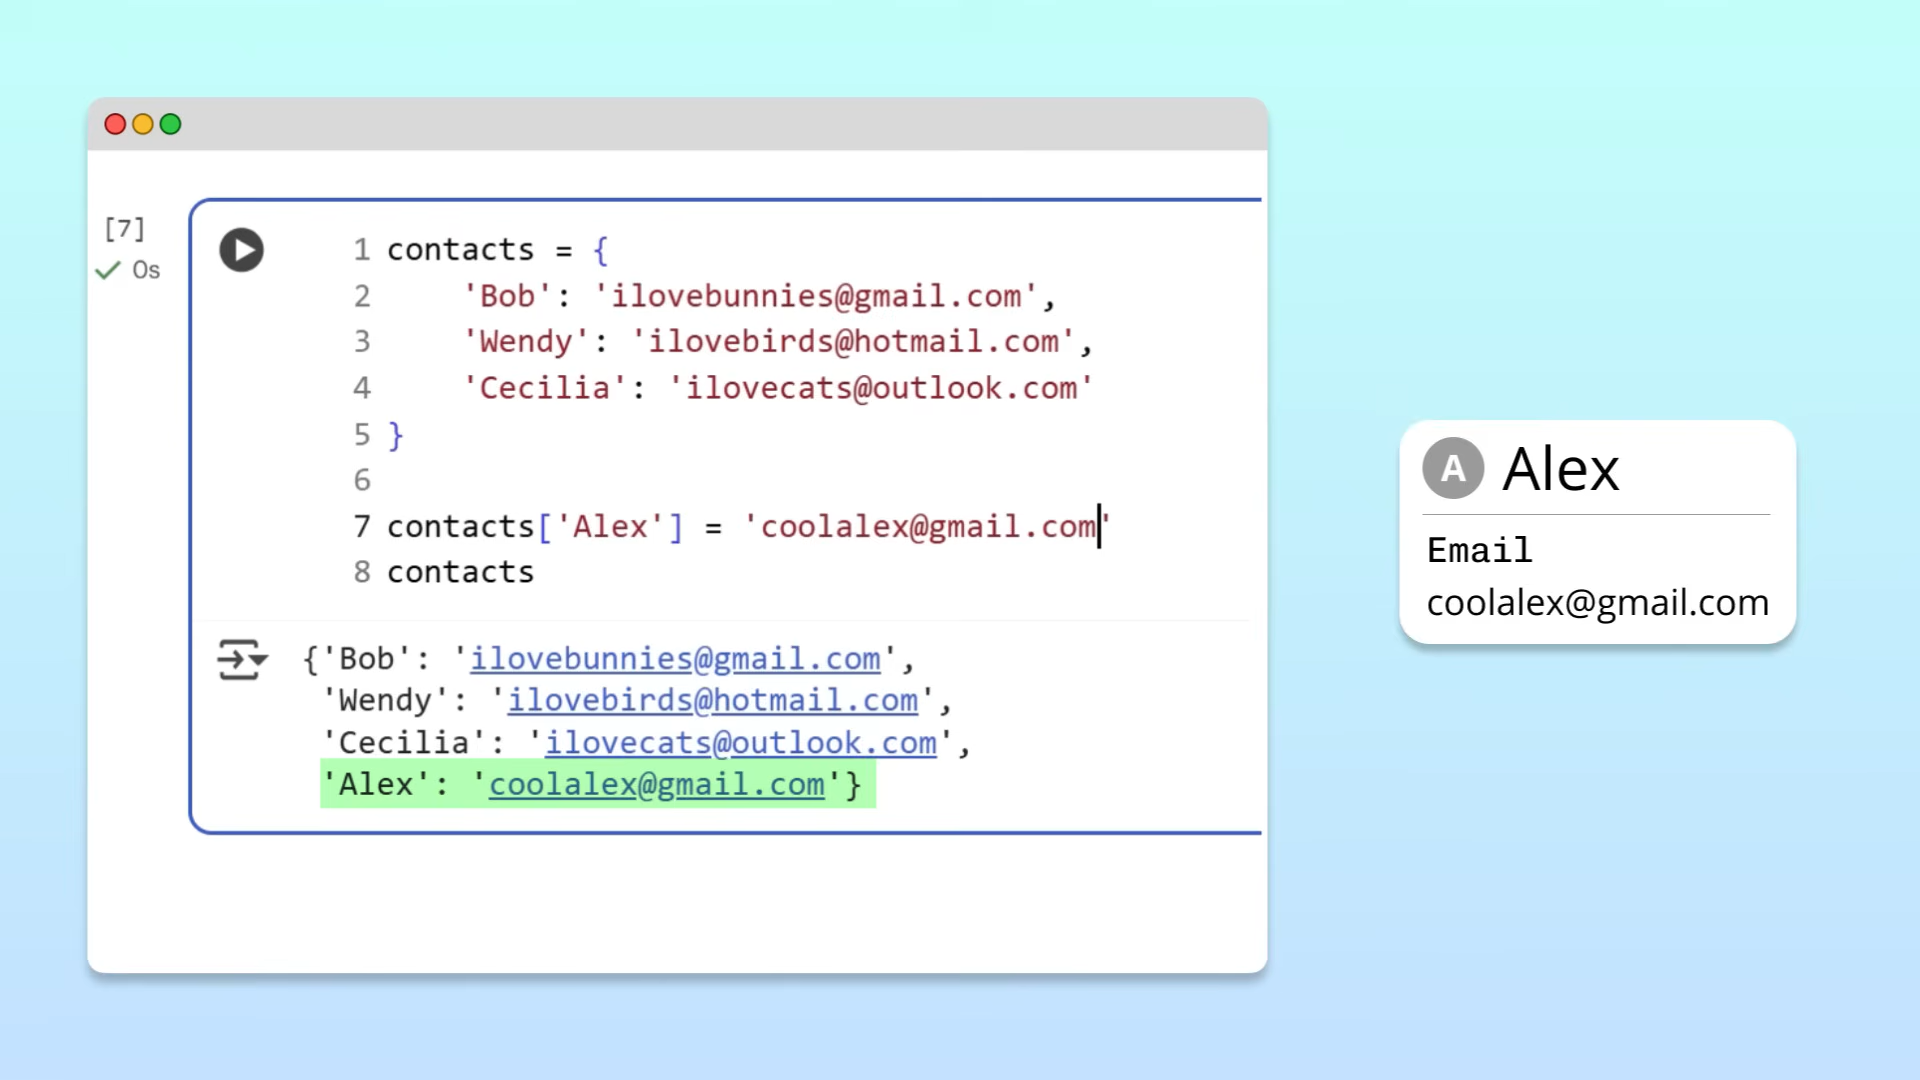 [7]
0s
1 contacts = {
2     'Bob': 'ilovebunnies@gmail.com',
3     'Wendy': 'ilovebirds@hotmail.com',
4     'Cecilia': 'ilovecats@outlook.com'
5 }
6
7 contacts['Alex'] = 'coolalex@gmail.com'
8 contacts
{'Bob': 'ilovebunnies@gmail.com',
 'Wendy': 'ilovebirds@hotmail.com',
 'Cecilia': 'ilovecats@outlook.com',
 'Alex': 'coolalex@gmail.com'}
A Alex
Email
coolalex@gmail.com